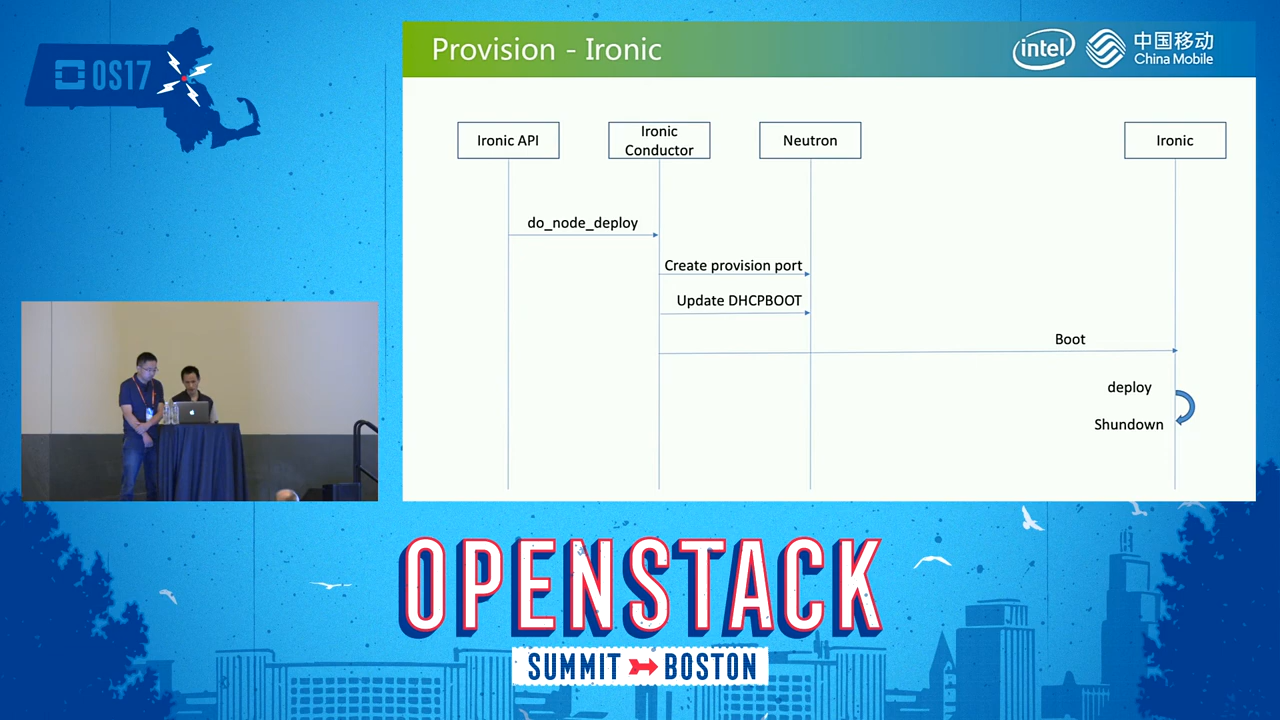 OS17
Provision - Ironic
intel
中国移动
China Mobile
Ironic API
Ironic
Conductor
Neutron
Ironic
do_node_deploy
Create provision port
Update DHCPBOOT
Boot
deploy
Shundown
OPENSTACK
SUMMIT BOSTON